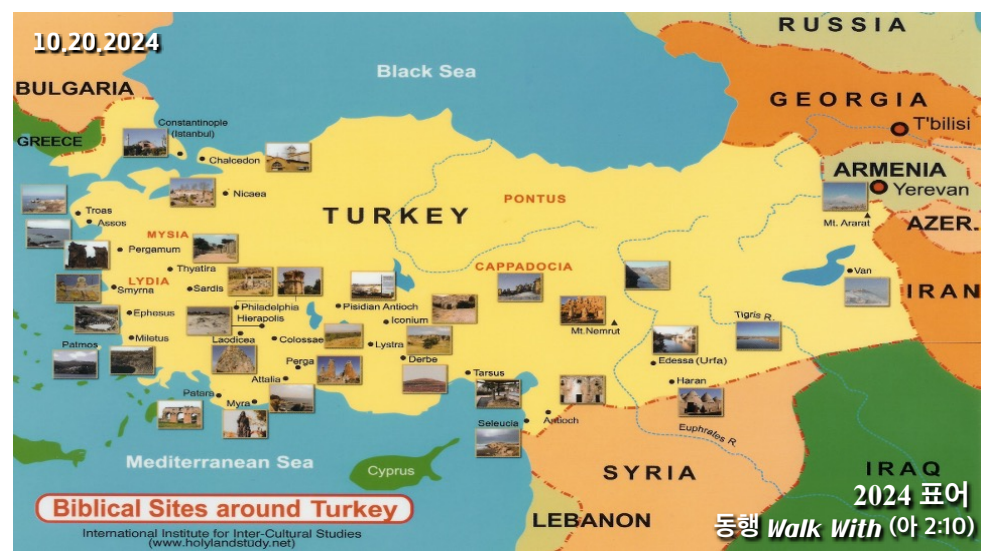 10.20.2024
RUSSIA
Black Sea
BULGARIA
GEORGIA
T'bilisi
Constantinople
(Istanbul)
GREECE
Chalcedon
ARMENIA
Yerevan
Nicaea
PONTUS
TURKEY
Troas
Assos
Mt. Ararat
AZER.
MYSIA
Pergamum
Thyatira
CAPPADOCIA
Van
LYDIA
Smyrna
Sardis
IRAN
Philadelphia
Pisidian Antioch
Ephesus
Hierapolis
Iconium
Tigris R.
Mt.Nemrut
Miletus
Laodicea
Colossae
Lystra
Patmos
Perga
Derbe
Edessa (Urfa)
Attalia
Tarsus
Haran
Patara
Myra
Seleucia
Antioch
Euphrates R.
Mediterranean Sea
Cyprus
SYRIA
IRAQ
2024 표어
Biblical Sites around Turkey
LEBANON
동행 Walk With (아 2:10)
International Institute for Inter-Cultural Studies
(www.holylandstudy.net)